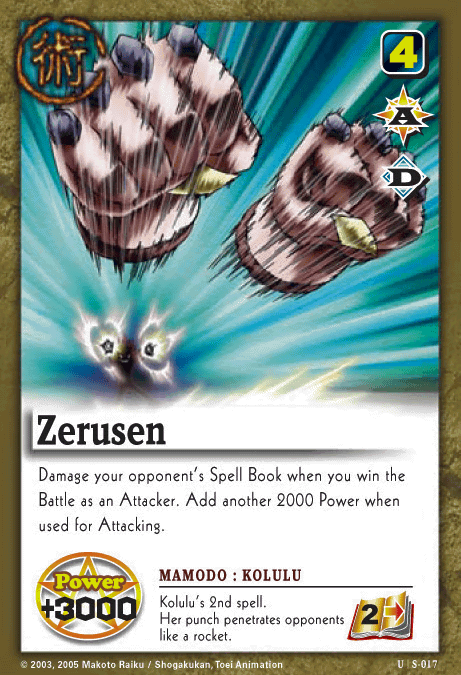 術
4
A
D
Zerusen
Damage your opponent's Spell Book when you win the
Battle as an Attacker. Add another 2000 Power when
used for Attacking.
Power
+3000
MAMODO : KOLULU
Kolulu's 2nd spell.
Her punch penetrates opponents
like a rocket.
2
© 2003, 2005 Makoto Raiku / Shogakukan, Toei Animation
U | S-017